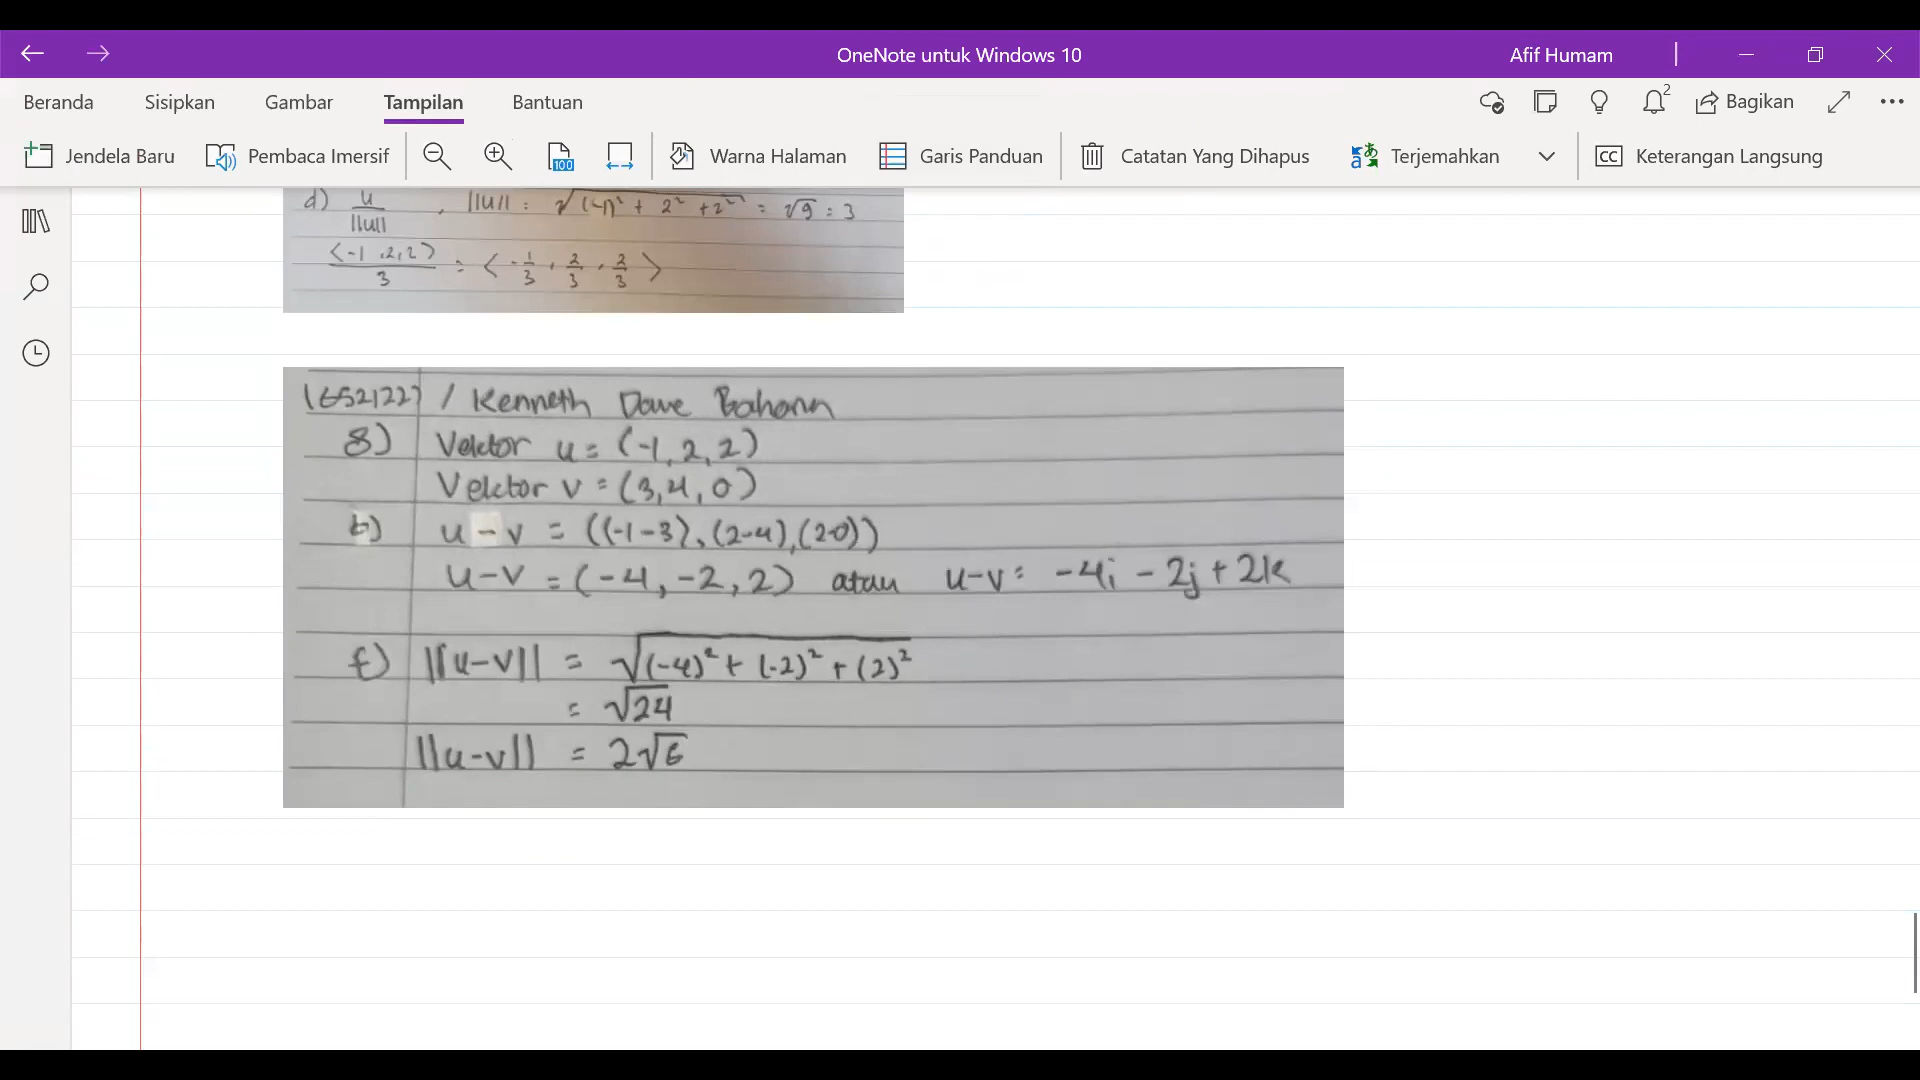 OneNote untuk Windows 10
Afif Humam
Beranda Sisipkan Gambar Tampilan Bantuan
2 Bagikan
Jendela Baru Pembaca Imersif 100 Warna Halaman Garis Panduan Catatan Yang Dihapus Terjemahkan CC Keterangan Langsung
d) u/||u|| , ||u|| = √(-1)² + 2² + 2² = √9 = 3
<-1, 2, 2>/3 = < -1/3, 2/3, 2/3 >
/ Kenneth Dave
8) Vektor u = (-1, 2, 2)
Vektor v = (3, 4, 0)
b) u - v = ((-1-3), (2-4), (2-0))
u-v = (-4, -2, 2) atau u-v = -4i - 2j + 2k
f) ||u-v|| = √(-4)² + (-2)² + (2)²
= √24
||u-v|| = 2√6